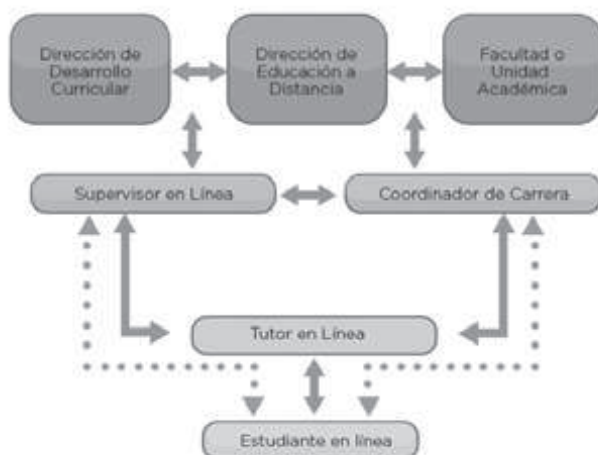 Dirección de
Desarrollo
Curricular
Dirección de
Educación a
Distancia
Facultad o
Unidad
Académica
Supervisor en Línea
Coordinador de Carrera
Tutor en Línea
Estudiante en línea